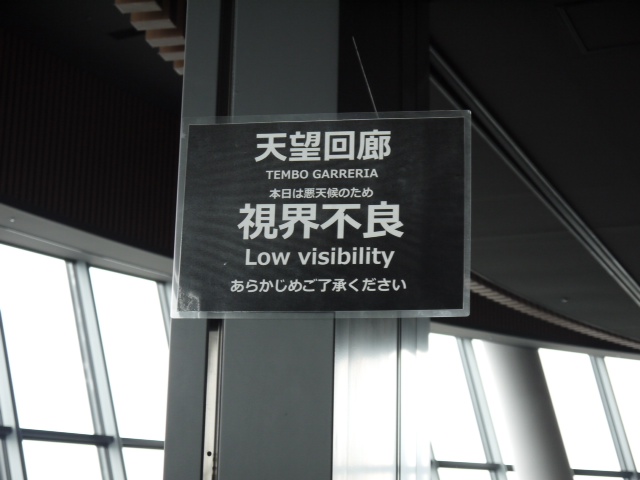 天望回廊
TEMBO GARRERIA
本日は悪天候のため
視界不良
Low visibility
あらかじめご了承ください